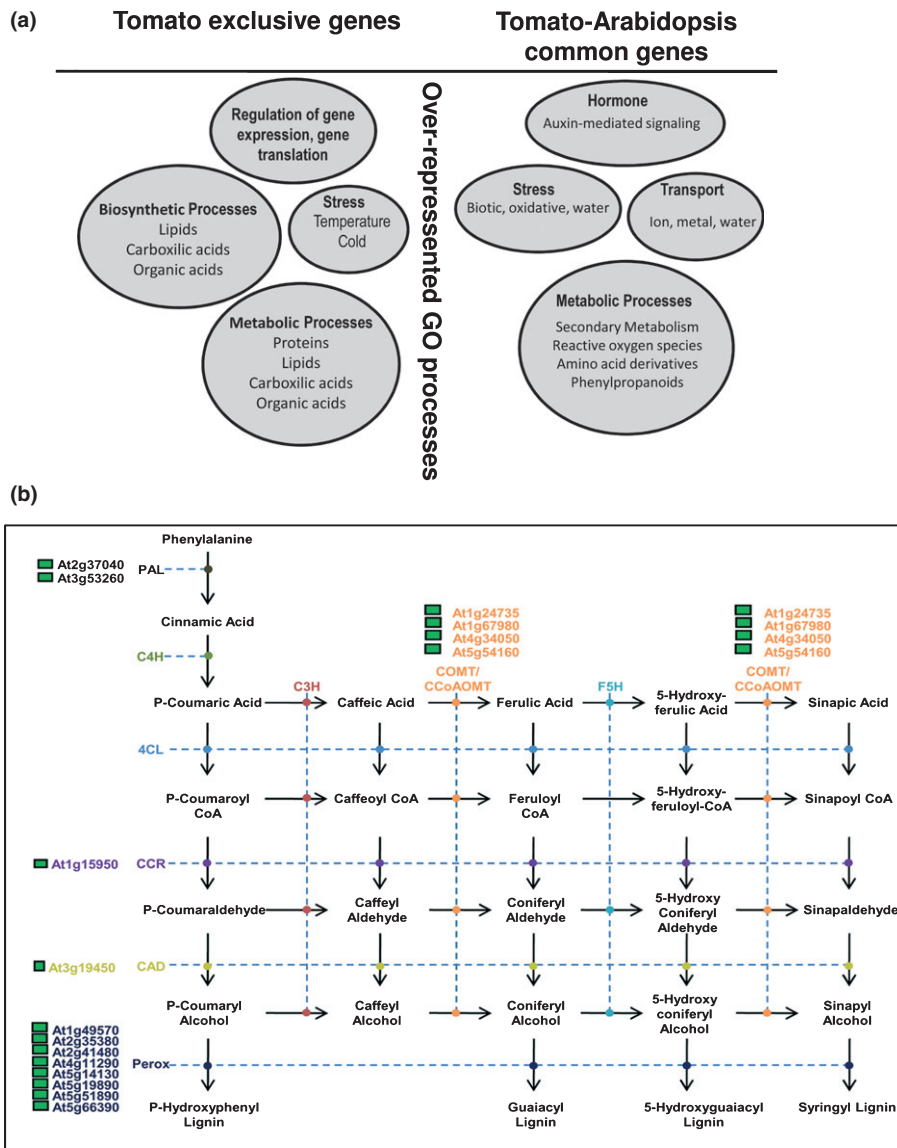 (a)
Tomato exclusive genes
Tomato-Arabidopsis
common genes
Over-represented GO processes
Regulation of gene
expression, gene
translation
Biosynthetic Processes
Lipids
Carboxilic acids
Organic acids
Stress
Temperature
Cold
Metabolic Processes
Proteins
Lipids
Carboxilic acids
Organic acids
Hormone
Auxin-mediated signaling
Stress
Biotic, oxidative, water
Transport
Ion, metal, water
Metabolic Processes
Secondary Metabolism
Reactive oxygen species
Amino acid derivatives
Phenylpropanoids
(b)
Phenylalanine
At2g37040
At3g53260
PAL
Cinnamic Acid
C4H
At1g24735
At1g67980
At4g34050
At5g54160
COMT/
CCoAOMT
At1g24735
At1g67980
At4g34050
At5g54160
COMT/
CCoAOMT
C3H
F5H
P-Coumaric Acid
Caffeic Acid
Ferulic Acid
5-Hydroxy-
ferulic Acid
Sinapic Acid
4CL
P-Coumaroyl
CoA
Caffeoyl CoA
Feruloyl
CoA
5-Hydroxy-
feruloyl-CoA
Sinapoyl CoA
At1g15950
CCR
P-Coumaraldehyde
Caffeyl
Aldehyde
Coniferyl
Aldehyde
5-Hydroxy
Coniferyl
Aldehyde
Sinapaldehyde
At3g19450
CAD
P-Coumaryl
Alcohol
Caffeyl
Alcohol
Coniferyl
Alcohol
5-Hydroxy
coniferyl
Alcohol
Sinapyl
Alcohol
At1g49570
At2g35380
At2g41480
At4g11290
At5g14130
At5g19890
At5g51890
At5g66390
Perox
P-Hydroxyphenyl
Lignin
Guaiacyl
Lignin
5-Hydroxyguaiacyl
Lignin
Syringyl Lignin